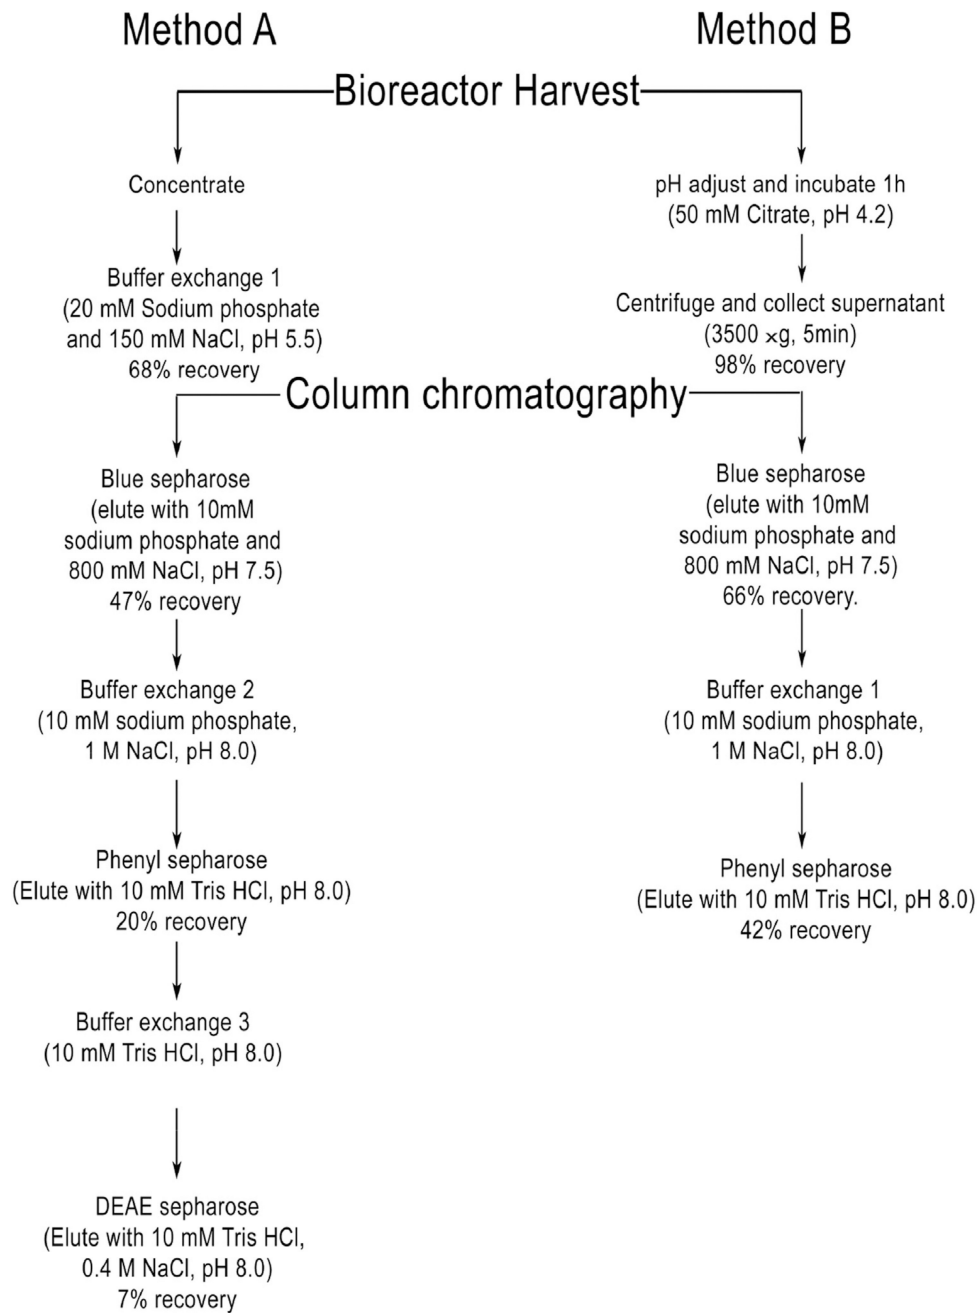 Method A
Method B
Bioreactor Harvest
Concentrate
Buffer exchange 1
(20 mM Sodium phosphate
and 150 mM NaCl, pH 5.5)
68% recovery
pH adjust and incubate 1h
(50 mM Citrate, pH 4.2)
Centrifuge and collect supernatant
(3500 ×g, 5min)
98% recovery
Column chromatography
Blue sepharose
(elute with 10mM
sodium phosphate and
800 mM NaCl, pH 7.5)
47% recovery
Buffer exchange 2
(10 mM sodium phosphate,
1 M NaCl, pH 8.0)
Phenyl sepharose
(Elute with 10 mM Tris HCl, pH 8.0)
20% recovery
Buffer exchange 3
(10 mM Tris HCl, pH 8.0)
DEAE sepharose
(Elute with 10 mM Tris HCl,
0.4 M NaCl, pH 8.0)
7% recovery
Blue sepharose
(elute with 10mM
sodium phosphate and
800 mM NaCl, pH 7.5)
66% recovery.
Buffer exchange 1
(10 mM sodium phosphate,
1 M NaCl, pH 8.0)
Phenyl sepharose
(Elute with 10 mM Tris HCl, pH 8.0)
42% recovery